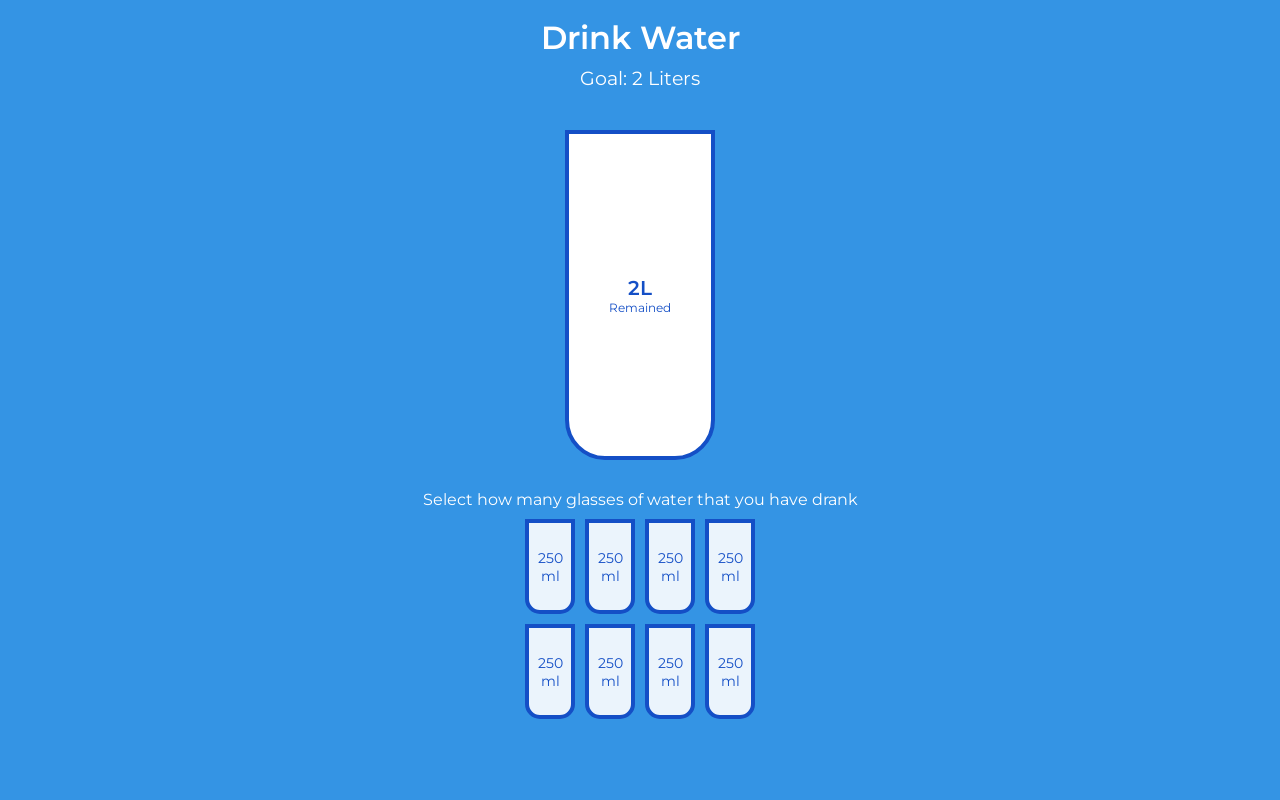 Drink Water
Goal: 2 Liters
2L
Remained
Select how many glasses of water that you have drank
250 250 250 250
ml ml ml ml
250 250 250 250
ml ml ml ml